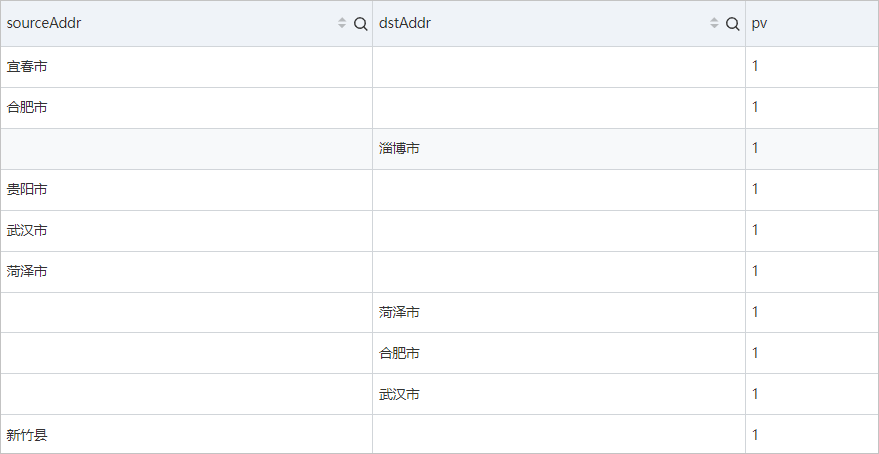 sourceAddr dstAddr pv
宜春市 1
合肥市 1
淄博市 1
贵阳市 1
武汉市 1
菏泽市 1
菏泽市 1
合肥市 1
武汉市 1
新竹县 1